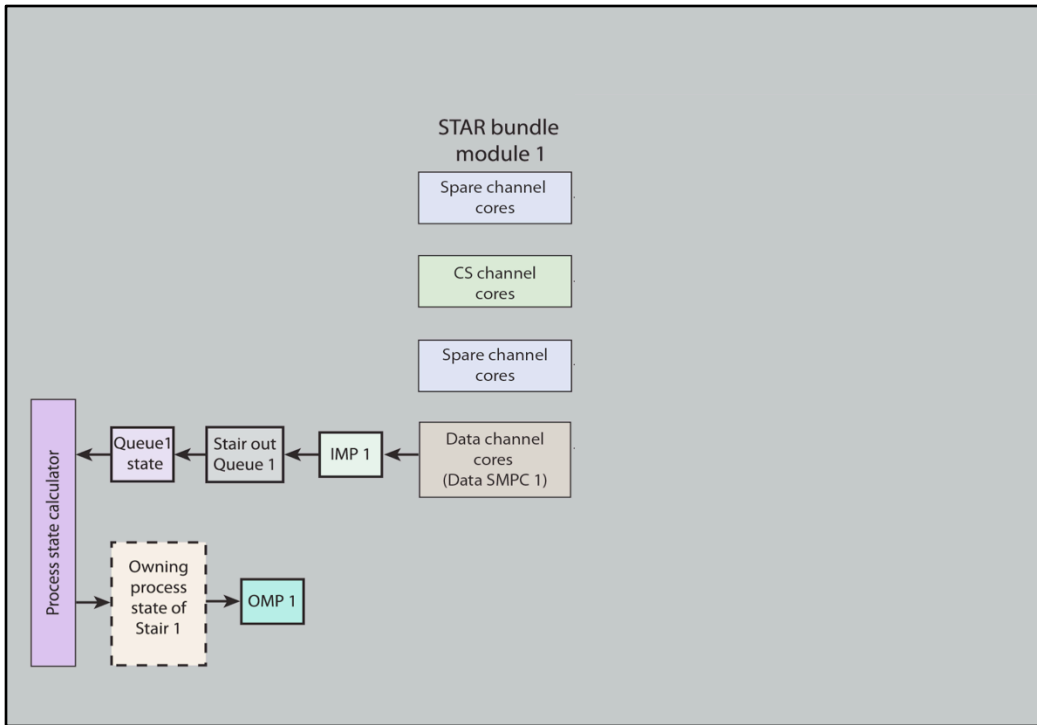 STAR bundle
module 1
Spare channel
cores
CS channel
cores
Spare channel
cores
Data channel
cores
(Data SMPC 1)
IMP 1
Stair out
Queue 1
Queue1
state
Process state calculator
Owning
process
state of
Stair 1
OMP 1